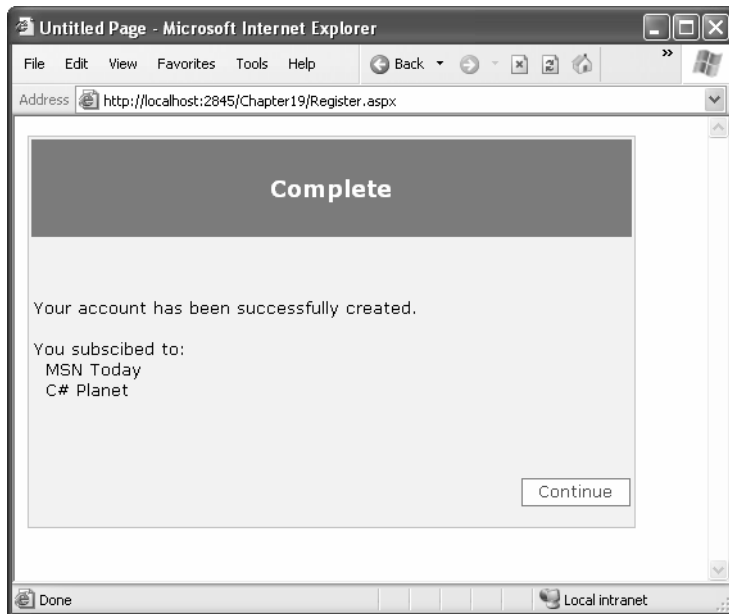 Untitled Page - Microsoft Internet Explorer
File Edit View Favorites Tools Help Back »
Address http://localhost:2845/Chapter19/Register.aspx
Complete
Your account has been successfully created.
You subscibed to:
MSN Today
C# Planet
Continue
Done Local intranet